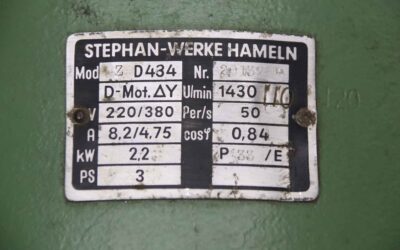 STEPHAN-WERKE HAMELN
Mod Z D434 Nr.
D-Mot. ΔY U/min 1430
V 220/380 Per/s 50
A 8,2/4,75 cosφ 0,84
kW 2,2 P /E
PS 3